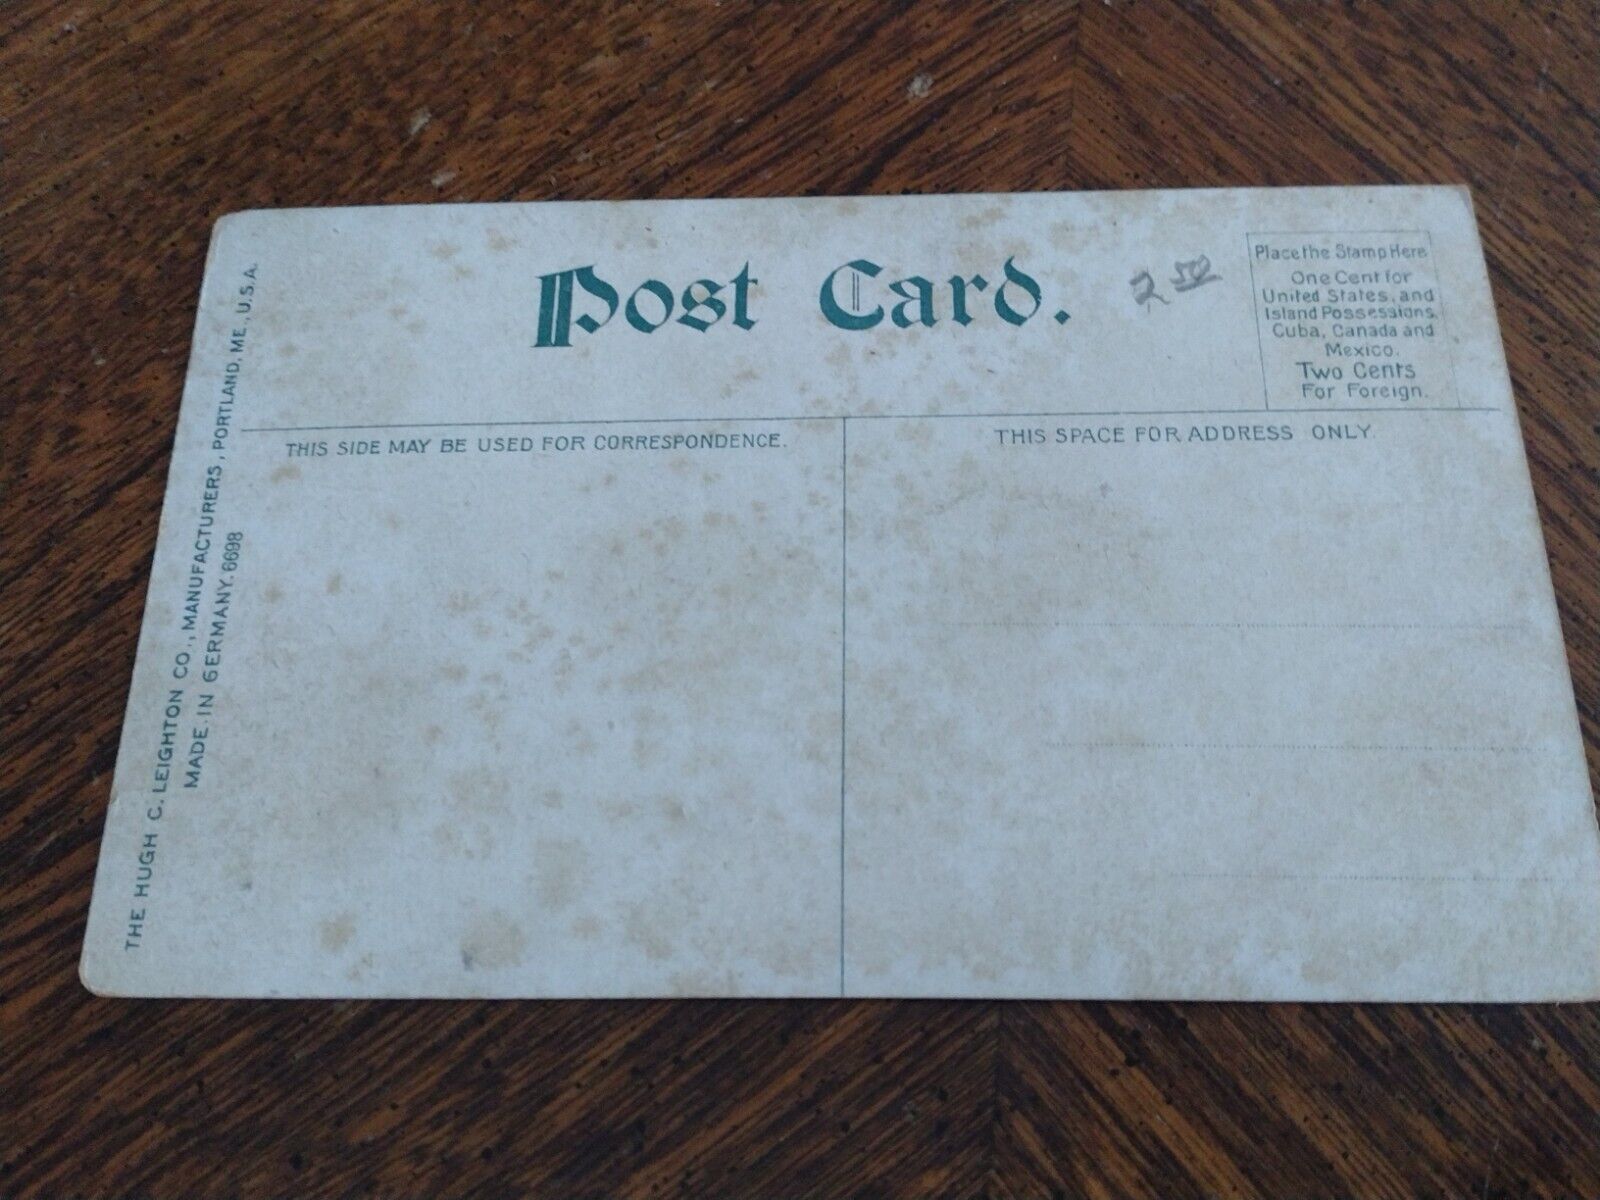 Post Card.
2 50
Place the Stamp Here
One Cent for
United States, and
Island Possessions,
Cuba, Canada and
Mexico.
Two Cents
For Foreign.
THIS SIDE MAY BE USED FOR CORRESPONDENCE.
THIS SPACE FOR ADDRESS ONLY.
THE HUGH C. LEIGHTON CO., MANUFACTURERS, PORTLAND, ME., U.S.A.
MADE IN GERMANY. 6698